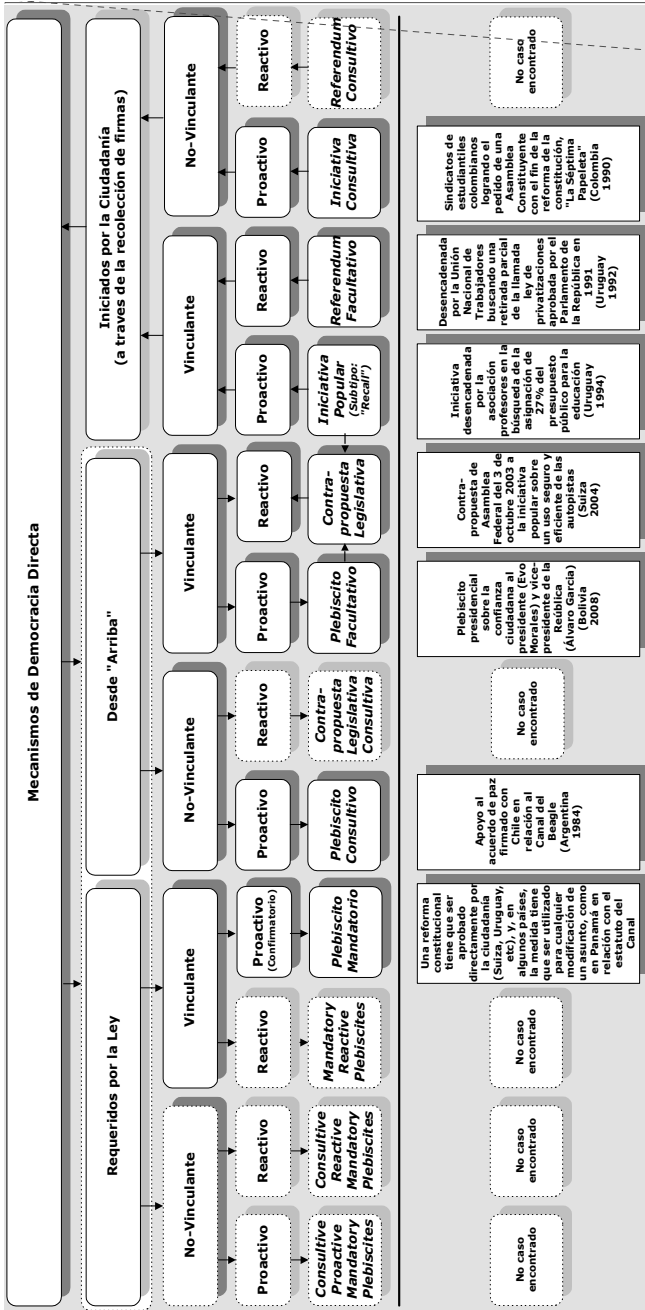 Mecanismos de Democracia Directa
Requeridos por la Ley
Desde "Arriba"
Iniciados por la Ciudadanía
(a traves de la recolección de firmas)
No-Vinculante
Vinculante
No-Vinculante
Vinculante
Vinculante
No-Vinculante
Proactivo
Reactivo
Reactivo
Proactivo
(Confirmatorio)
Proactivo
Reactivo
Proactivo
Reactivo
Proactivo
Reactivo
Proactivo
Reactivo
Consultive
Proactive
Mandatory
Plebiscites
Consultive
Reactive
Mandatory
Plebiscites
Mandatory
Reactive
Plebiscites
Plebiscito
Mandatorio
Plebiscito
Consultivo
Contra-
propuesta
Legislativa
Consultiva
Plebiscito
Facultativo
Contra-
propuesta
Legislativa
Iniciativa
Popular
(Subtipo:
"Recall")
Referendum
Facultativo
Iniciativa
Consultiva
Referendum
Consultivo
No caso
encontrado
No caso
encontrado
No caso
encontrado
Una reforma
constitucional
tiene que ser
aprobado
directamente por
la ciudadanía
(Suiza, Uruguay,
etc), y, en
algunos países,
la medida tiene
que ser utilizado
para cualquier
modificación de
un asunto, como
en Panamá con
relación con el
estatuto del
Canal
Apoyo al
acuerdo de paz
firmado con
Chile en
relación al
Canal del
Beagle
(Argentina
1984)
No caso
encontrado
Plebiscito
presidencial
sobre la
confianza
ciudadana al
presidente (Evo
Morales) y vice-
presidente de la
Reública
(Álvaro García)
(Bolivia
2008)
Contra-
propuesta de
Asamblea
Federal del 3 de
octubre 2003 a
la iniciativa
popular sobre
un uso seguro y
eficiente de las
autopistas
(Suiza
2004)
Iniciativa
desencadenada
por la
asociación
profesores en la
búsqueda de la
asignación de
27% del
presupuesto
público para la
educación
(Uruguay
1994)
Desencadenada
por la Unión
Nacional de
Trabajadores
buscando una
retirada parcial
de la llamada
ley de
privatizaciones
aprobada por el
Parlamento de
la República en
1991
(Uruguay
1992)
Sindicatos de
estudiantiles
colombianos
logrando el
pedido de una
Asamblea
Constituyente
con el fin de la
reforma de la
constitución,
"La Séptima
Papeleta"
(Colombia
1990)
No caso
encontrado